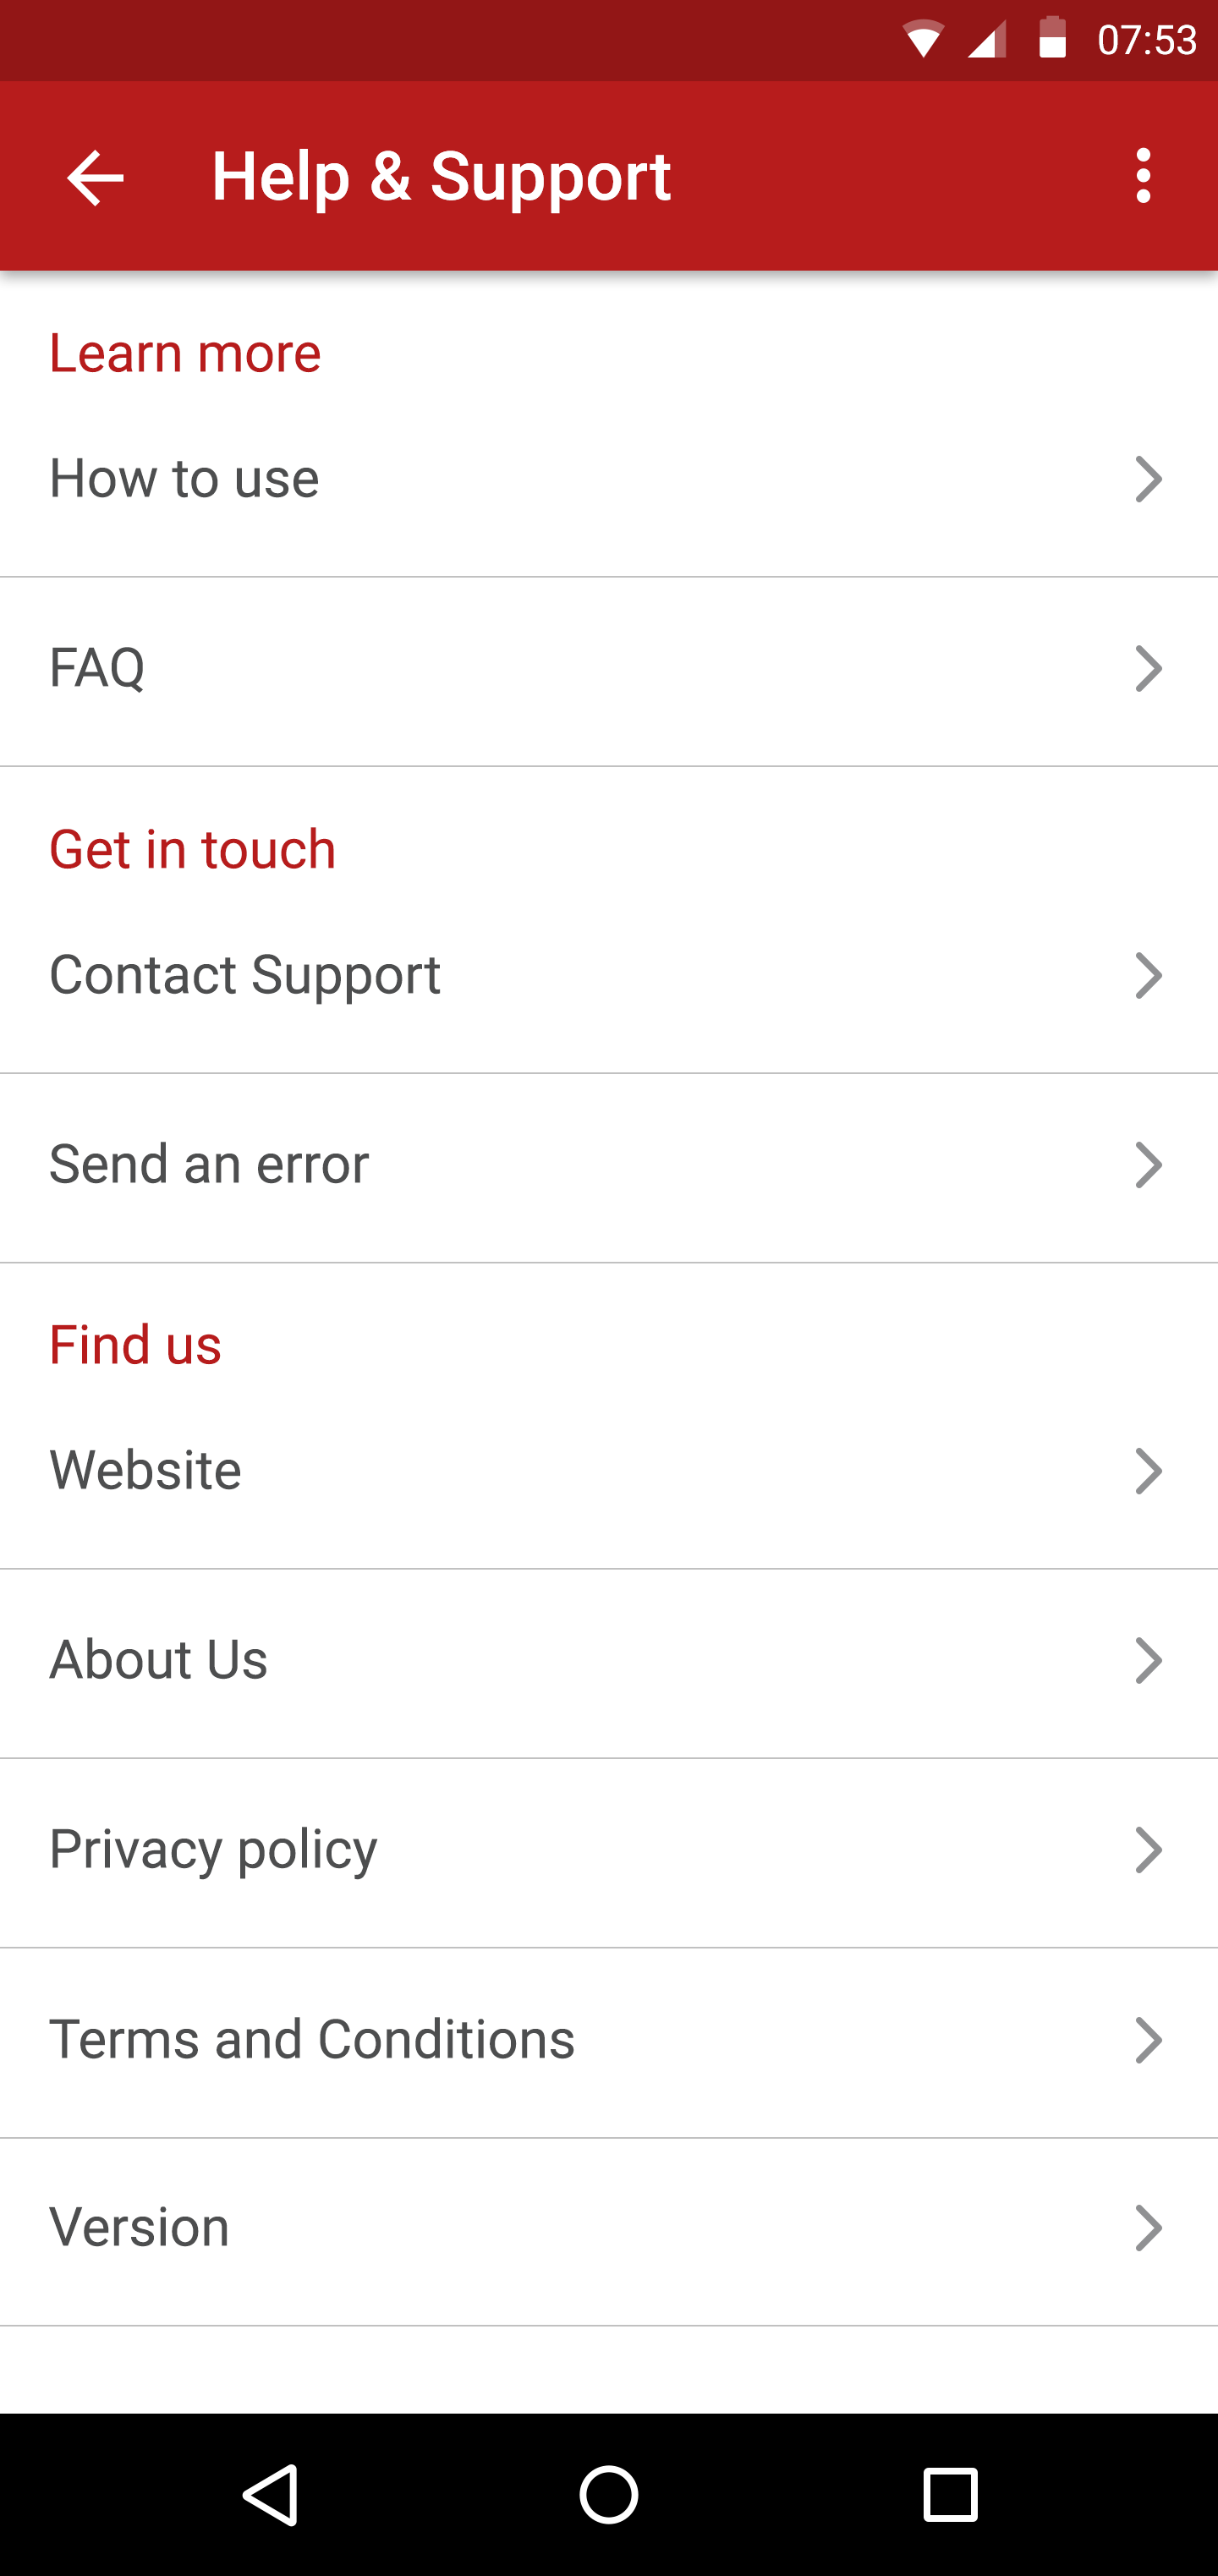 07:53
Help & Support
Learn more
How to use
FAQ
Get in touch
Contact Support
Send an error
Find us
Website
About Us
Privacy policy
Terms and Conditions
Version